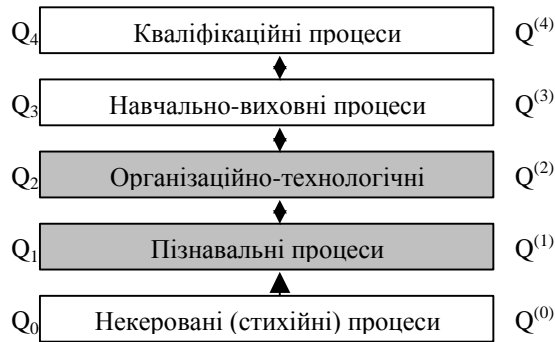 Q₄ Кваліфікаційні процеси Q⁽⁴⁾
Q₃ Навчально-виховні процеси Q⁽³⁾
Q₂ Організаційно-технологічні Q⁽²⁾
Q₁ Пізнавальні процеси Q⁽¹⁾
Q₀ Некеровані (стихійні) процеси Q⁽⁰⁾